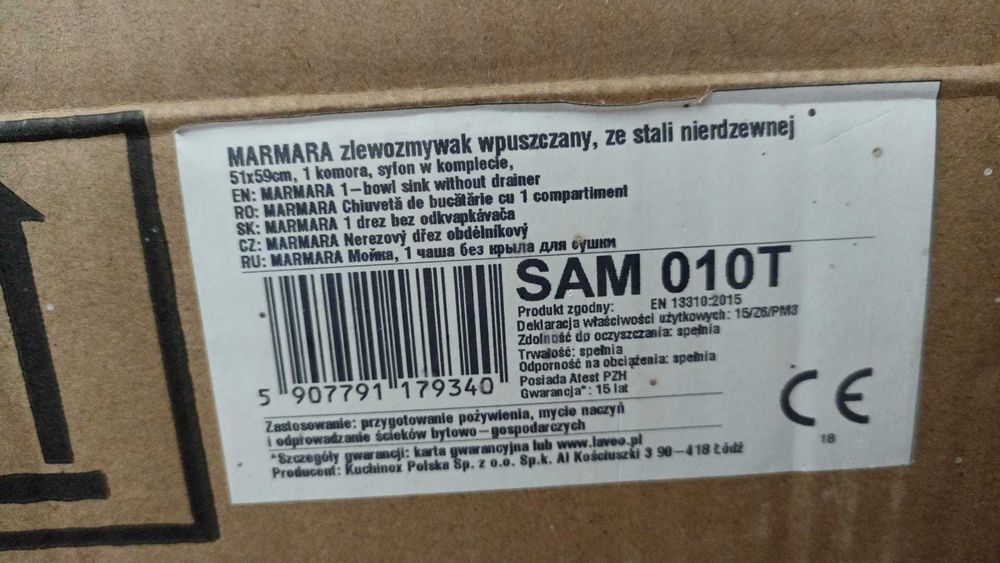 MARMARA zlewozmywak wpuszczany, ze stali nierdzewnej
51x59cm, 1 komora, syfon w komplecie,
EN: MARMARA 1-bowl sink without drainer
RO: MARMARA Chiuvetă de bucătărie cu 1 compartiment
SK: MARMARA 1 drez bez odkvapkávača
CZ: MARMARA Nerezový dřez obdélníkový
RU: MARMARA Мойка, 1 чаша без крыла для сушки
SAM 010T
Produkt zgodny: EN 13310:2015
Deklaracja właściwości użytkowych: 15/Z6/PM3
Zdolność do oczyszczania: spełnia
Trwałość: spełnia
Odporność na obciążenia: spełnia
Posiada Atest PZH
Gwarancja*: 15 lat
5 907791 179340
CE
18
Zastosowanie: przygotowanie pożywienia, mycie naczyń
i odprowadzanie ścieków bytowo-gospodarczych
*Szczegóły gwarancji: karta gwarancyjna lub www.laveo.pl
Producent: Kuchinox Polska Sp. z o.o. Sp.k. Al Kościuszki 3 90-418 Łódź